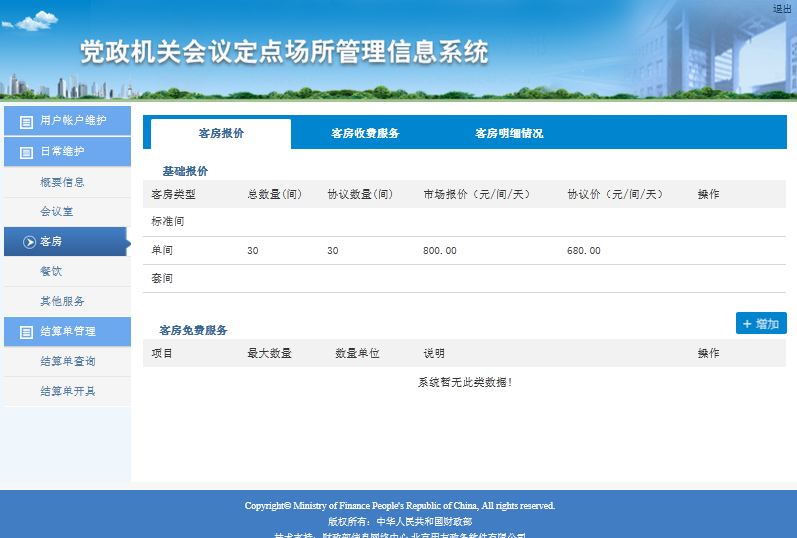 退出
党政机关会议定点场所管理信息系统
用户帐户维护
日常维护
概要信息
会议室
客房
餐饮
其他服务
结算单管理
结算单查询
结算单开具
客房报价 客房收费服务 客房明细情况
基础报价
客房类型 总数量(间) 协议数量(间) 市场报价（元/间/天） 协议价（元/间/天） 操作
标准间
单间 30 30 800.00 680.00
套间
客房免费服务
+ 增加
项目 最大数量 数量单位 说明 操作
系统暂无此类数据!
Copyright© Ministry of Finance People's Republic of China, All rights reserved.
版权所有：中华人民共和国财政部
技术支持：财政部信息网络中心 北京用友政务软件有限公司